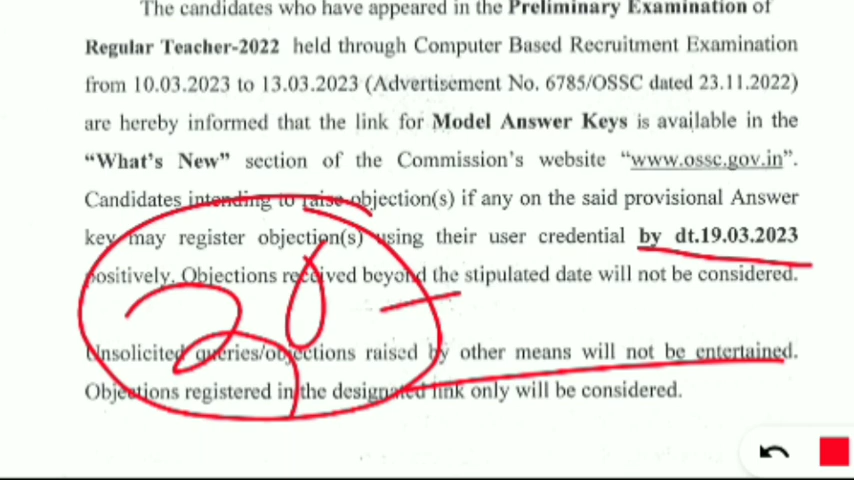 The candidates who have appeared in the Preliminary Examination of
Regular Teacher-2022 held through Computer Based Recruitment Examination
from 10.03.2023 to 13.03.2023 (Advertisement No. 6785/OSSC dated 23.11.2022)
are hereby informed that the link for Model Answer Keys is available in the
“What’s New” section of the Commission’s website “www.ossc.gov.in”.
Candidates intending to raise objection(s) if any on the said provisional Answer
key may register objection(s) using their user credential by dt.19.03.2023
positively. Objections received beyond the stipulated date will not be considered.
Unsolicited queries/objections raised by other means will not be entertained.
Objections registered in the designated link only will be considered.